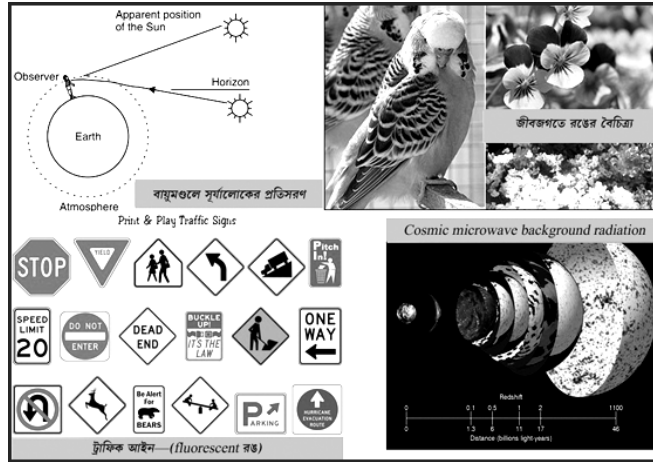 Apparent position
of the Sun
Observer
Horizon
Earth
Atmosphere
বায়ুমণ্ডলে সূর্যালোকের প্রতিসরণ
জীবজগতে রঙের বৈচিত্র্য
Print & Play Traffic Signs
STOP
YIELD
Pitch
In!
SPEED
LIMIT
20
DO NOT
ENTER
DEAD
END
BUCKLE
UP!
IT'S THE
LAW
ONE
WAY
Be Alert
For
BEARS
P
ARKING
HURRICANE
EVACUATION
ROUTE
ট্রাফিক আইন—(fluorescent রঙ)
Cosmic microwave background radiation
Redshift
0 0.1 0.5 1 2 1100
0 1.3 6 11 17 46
Distance (billions light-years)